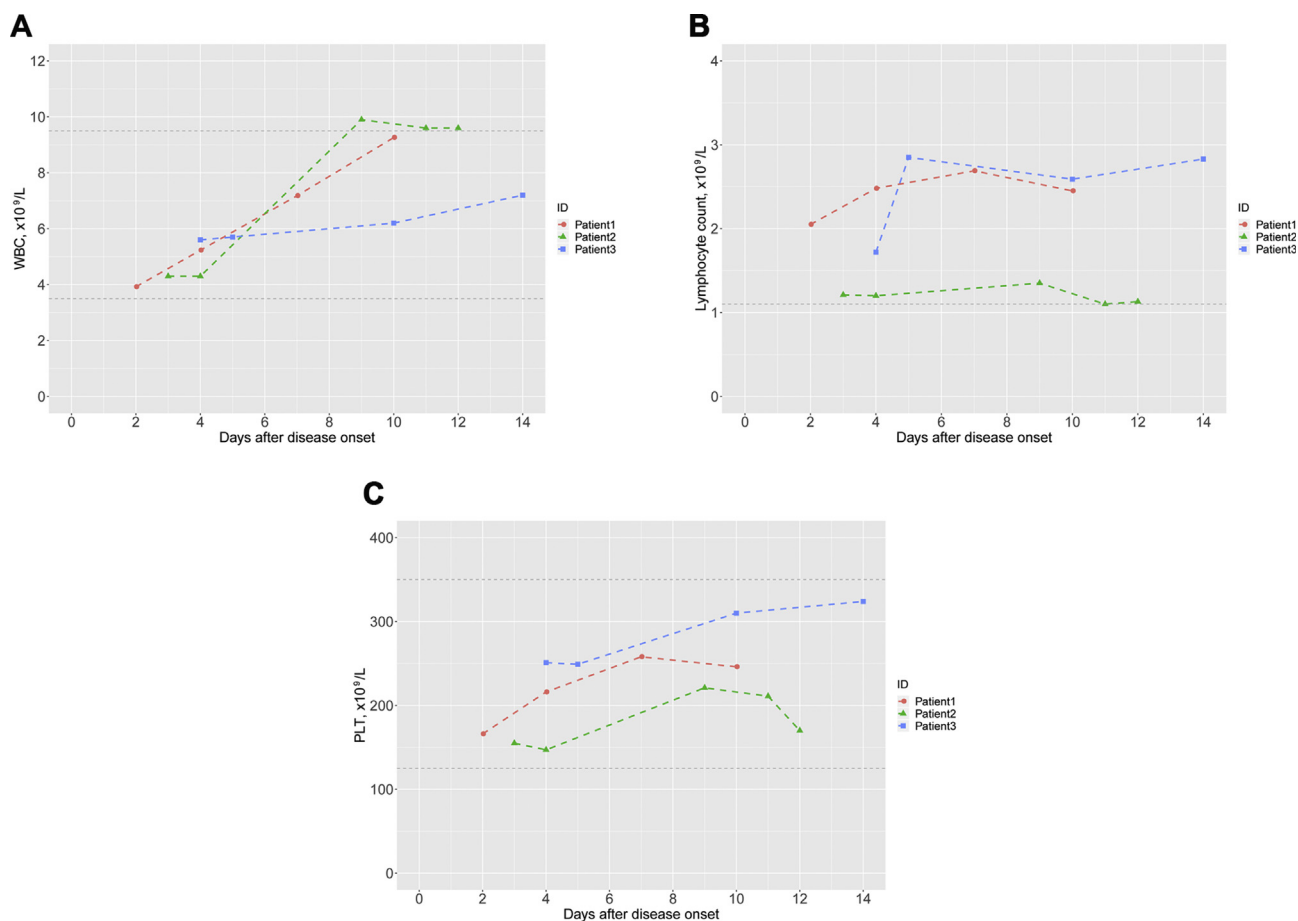 A
12
10
8
6
4
2
0
WBC, x10⁹/L
0 2 4 6 8 10 12 14
Days after disease onset
ID
Patient1
Patient2
Patient3
B
4
3
2
1
0
Lymphocyte count, x10⁹/L
0 2 4 6 8 10 12 14
Days after disease onset
ID
Patient1
Patient2
Patient3
C
400
300
200
100
0
PLT, x10⁹/L
0 2 4 6 8 10 12 14
Days after disease onset
ID
Patient1
Patient2
Patient3